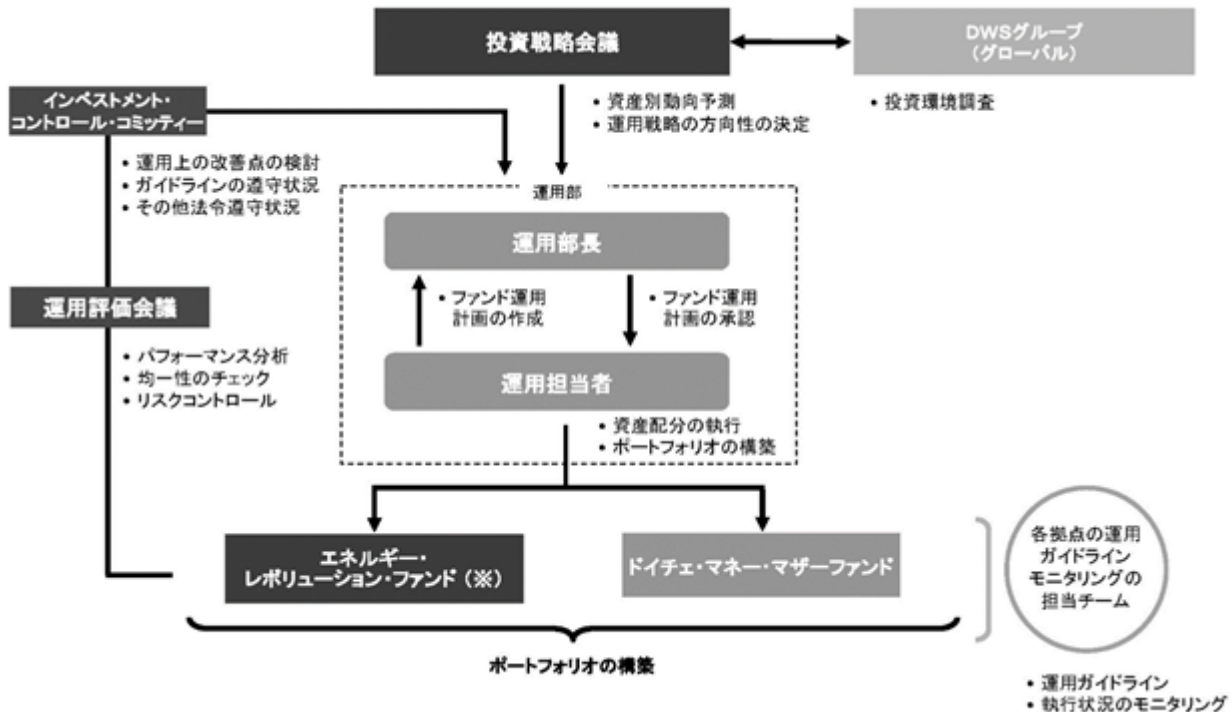 投資戦略会議
DWSグループ
(グローバル)
• 資産別動向予測
• 運用戦略の方向性の決定
• 投資環境調査
インベストメント・
コントロール・コミッティー
• 運用上の改善点の検討
• ガイドラインの遵守状況
• その他法令遵守状況
運用部
運用部長
• ファンド運用
計画の作成
• ファンド運用
計画の承認
運用評価会議
• パフォーマンス分析
• 均一性のチェック
• リスクコントロール
運用担当者
• 資産配分の執行
• ポートフォリオの構築
エネルギー・
レボリューション・ファンド(※)
ドイチェ・マネー・マザーファンド
各拠点の運用
ガイドライン
モニタリングの
担当チーム
ポートフォリオの構築
• 運用ガイドライン
• 執行状況のモニタリング